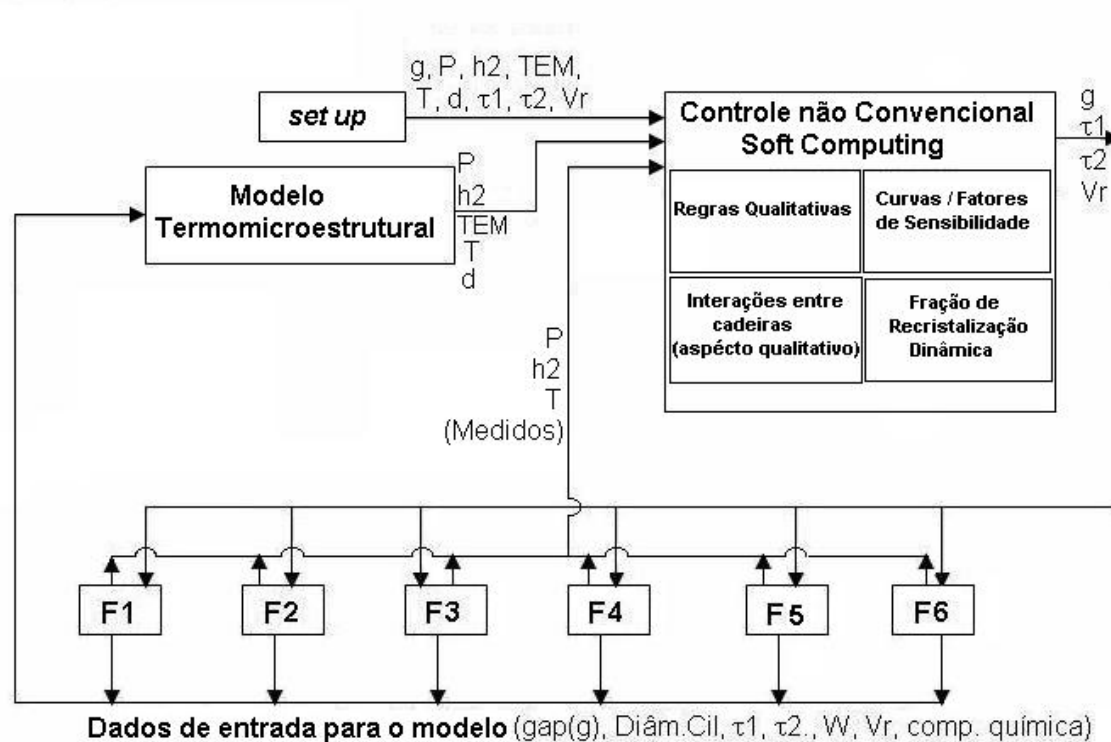 g, P, h2, TEM,
T, d, τ1, τ2, Vr
set up
Controle não Convencional
Soft Computing
g
τ1
τ2
Vr
Modelo
Termomicroestrutural
P
h2
TEM
T
d
Regras Qualitativas
Curvas / Fatores
de Sensibilidade
Interações entre
cadeiras
(aspécto qualitativo)
Fração de
Recristalização
Dinâmica
P
h2
T
(Medidos)
F1
F2
F3
F4
F5
F6
Dados de entrada para o modelo (gap(g), Diâm.Cil, τ1, τ2., W, Vr, comp. química)